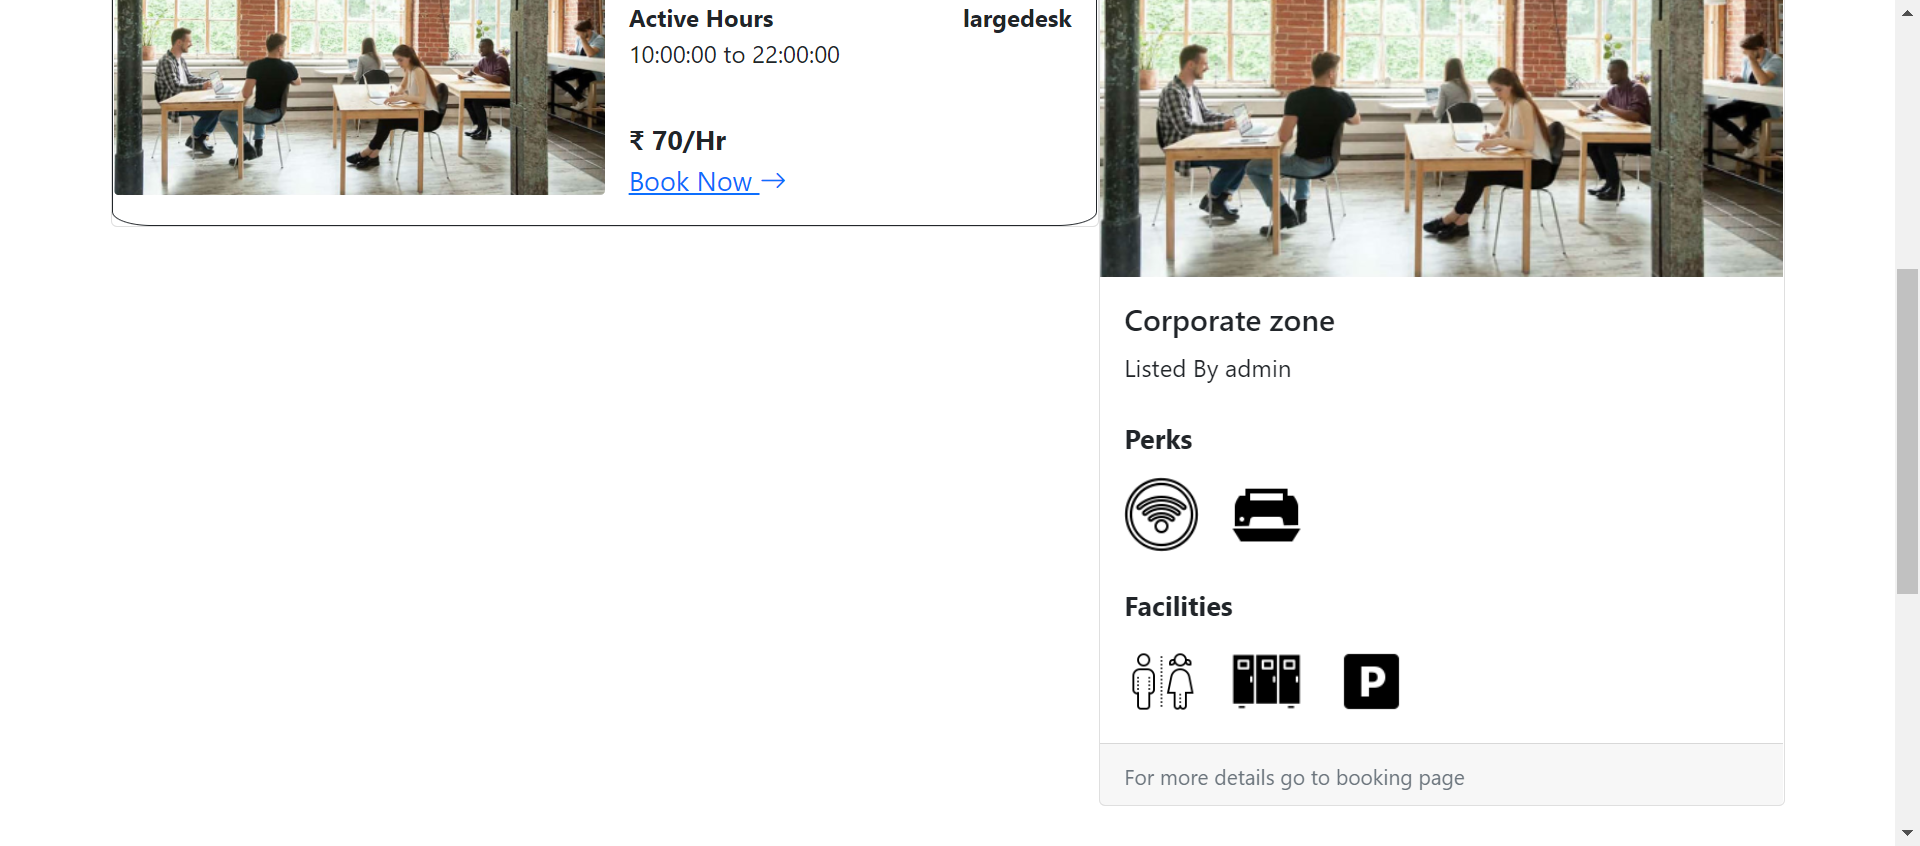 Active Hours
largedesk
10:00:00 to 22:00:00
₹ 70/Hr
Book Now →
Corporate zone
Listed By admin
Perks
Facilities
P
For more details go to booking page